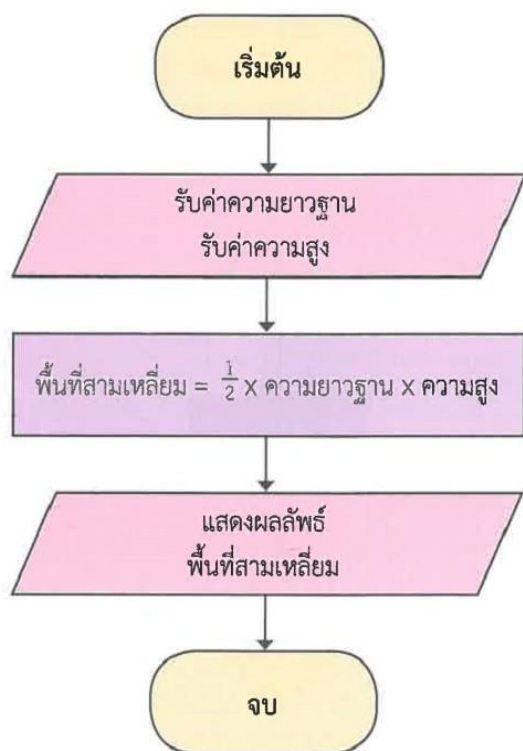 เริ่มต้น
รับค่าความยาวฐาน
รับค่าความสูง
พื้นที่สามเหลี่ยม = 1/2 x ความยาวฐาน x ความสูง
แสดงผลลัพธ์
พื้นที่สามเหลี่ยม
จบ